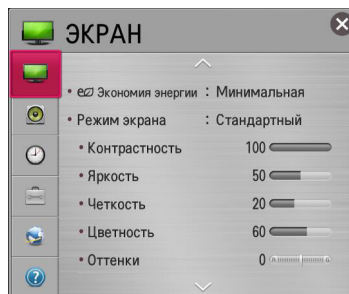 ЭКРАН
• Экономия энергии : Минимальная
• Режим экрана : Стандартный
• Контрастность 100
• Яркость 50
• Четкость 20
• Цветность 60
• Оттенки 0